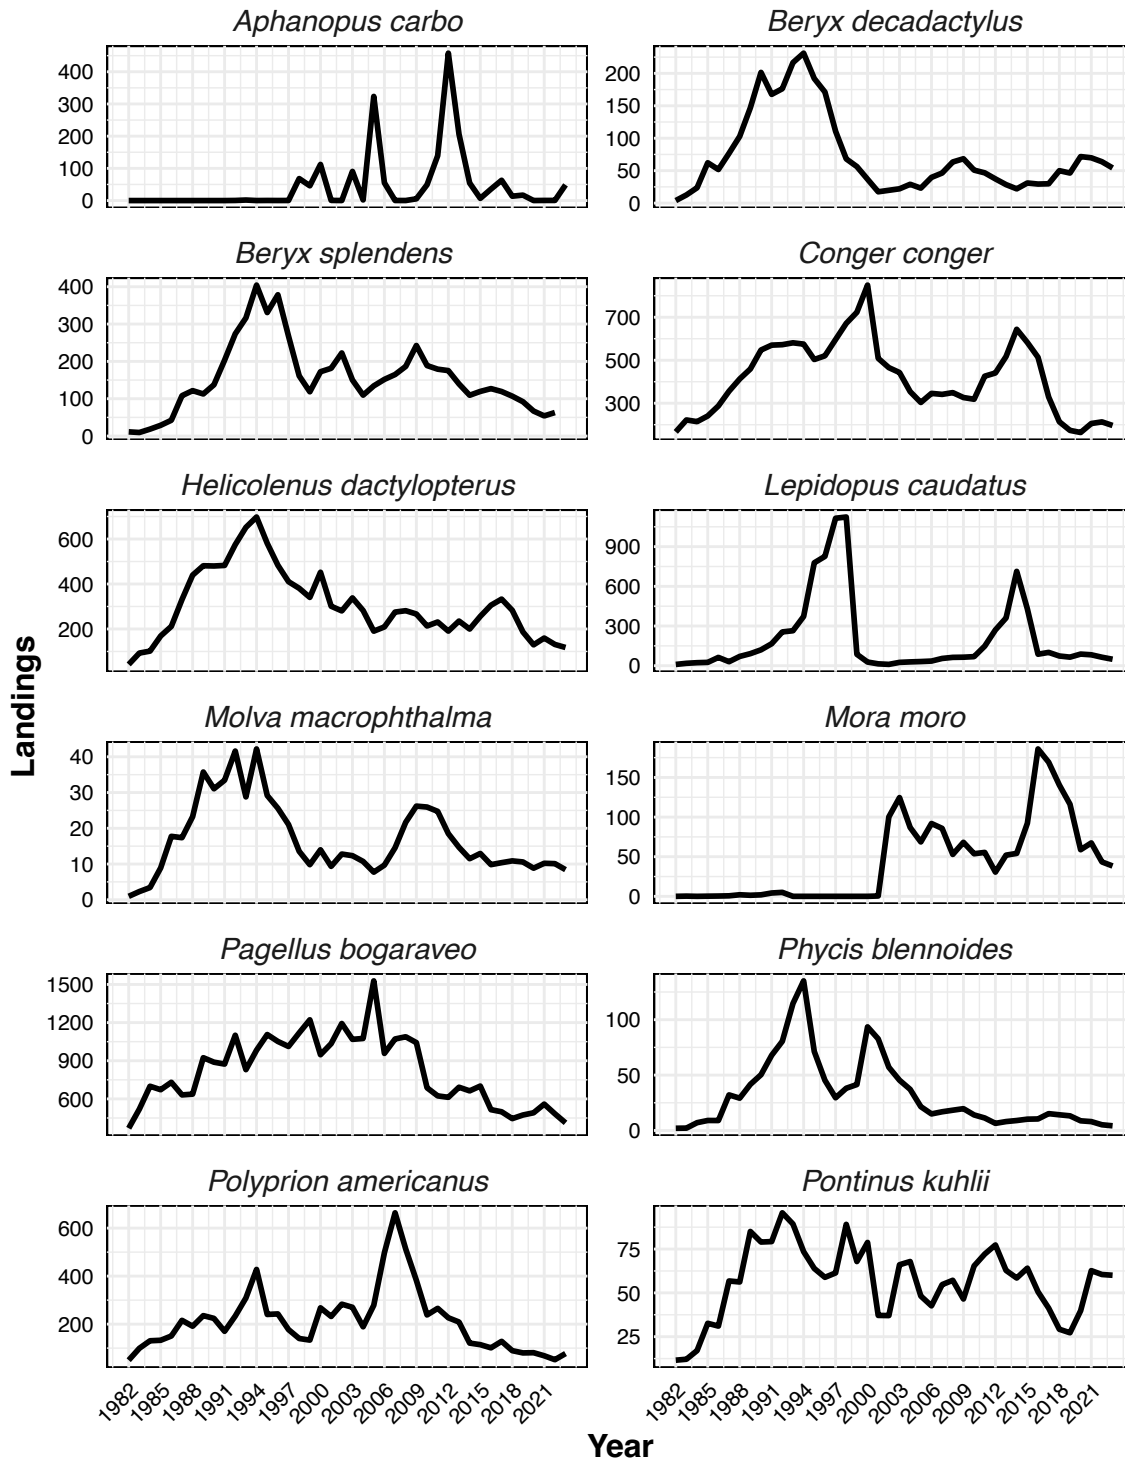 Aphanopus carbo
400
300
200
100
0
Beryx decadactylus
200
150
100
50
0
Beryx splendens
400
300
200
100
0
Conger conger
700
500
300
Helicolenus dactylopterus
600
400
200
Lepidopus caudatus
900
600
300
0
Molva macrophthalma
40
30
20
10
0
Mora moro
150
100
50
0
Pagellus bogaraveo
1500
1200
900
600
Phycis blennoides
100
50
0
Polyprion americanus
600
400
200
1982 1985 1988 1991 1994 1997 2000 2003 2006 2009 2012 2015 2018 2021
Pontinus kuhlii
75
50
25
1982 1985 1988 1991 1994 1997 2000 2003 2006 2009 2012 2015 2018 2021
Landings
Year